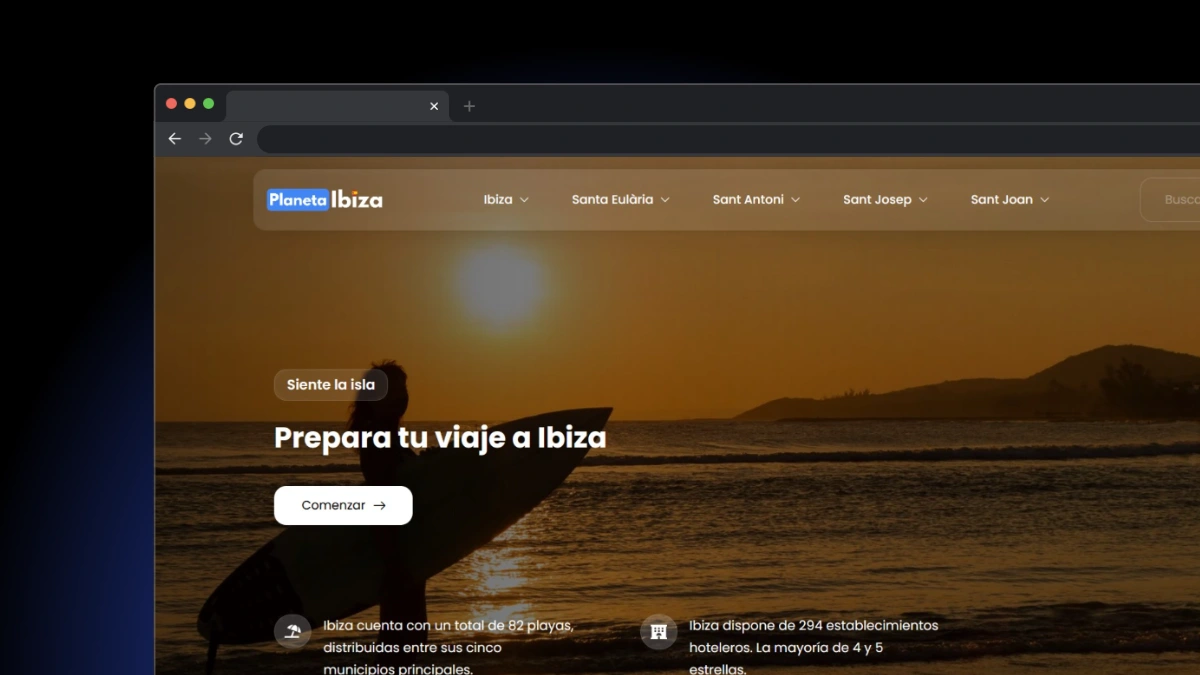 Planeta Ibiza
Ibiza
Santa Eulària
Sant Antoni
Sant Josep
Sant Joan
Siente la isla
Prepara tu viaje a Ibiza
Comenzar
Ibiza cuenta con un total de 82 playas,
distribuidas entre sus cinco
municipios principales.
Ibiza dispone de 294 establecimientos
hoteleros. La mayoría de 4 y 5
estrellas.